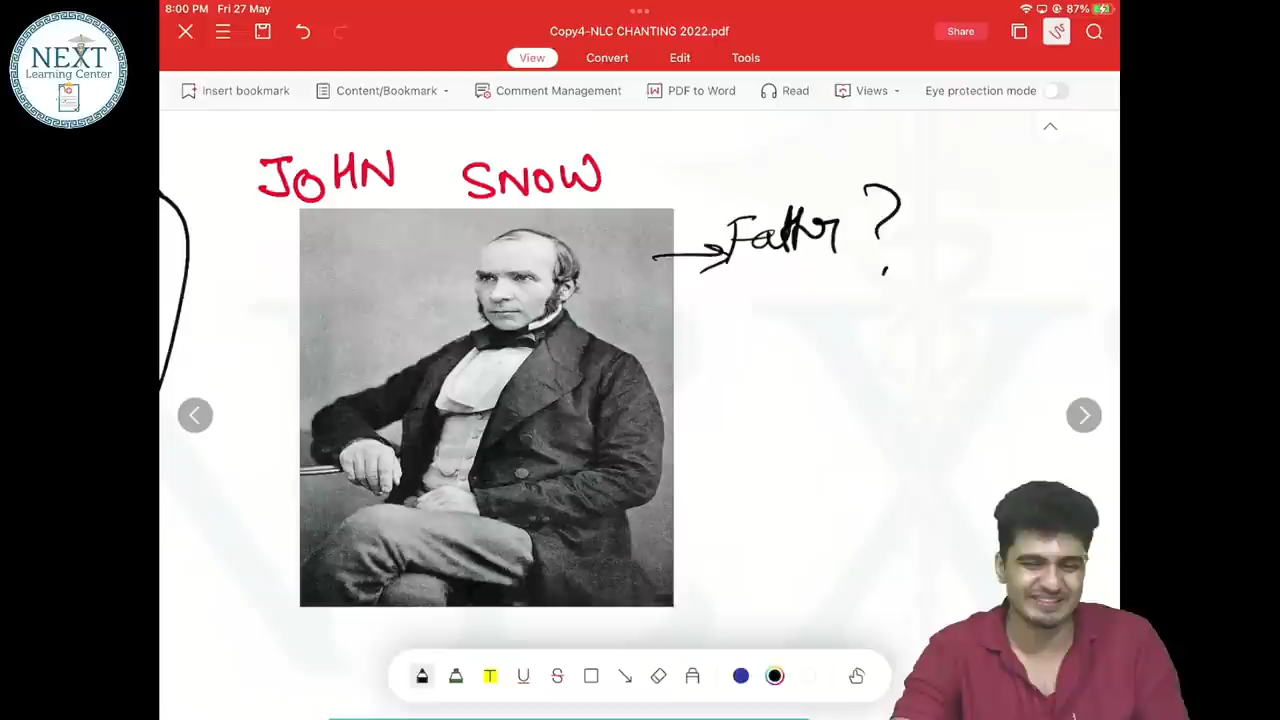 8:00 PM Fri 27 May
87%
NEXT
Learning Center
Copy4-NLC CHANTING 2022.pdf
Share
View Convert Edit Tools
Insert bookmark Content/Bookmark Comment Management PDF to Word Read Views Eye protection mode
JOHN SNOW
Father ?
T U S